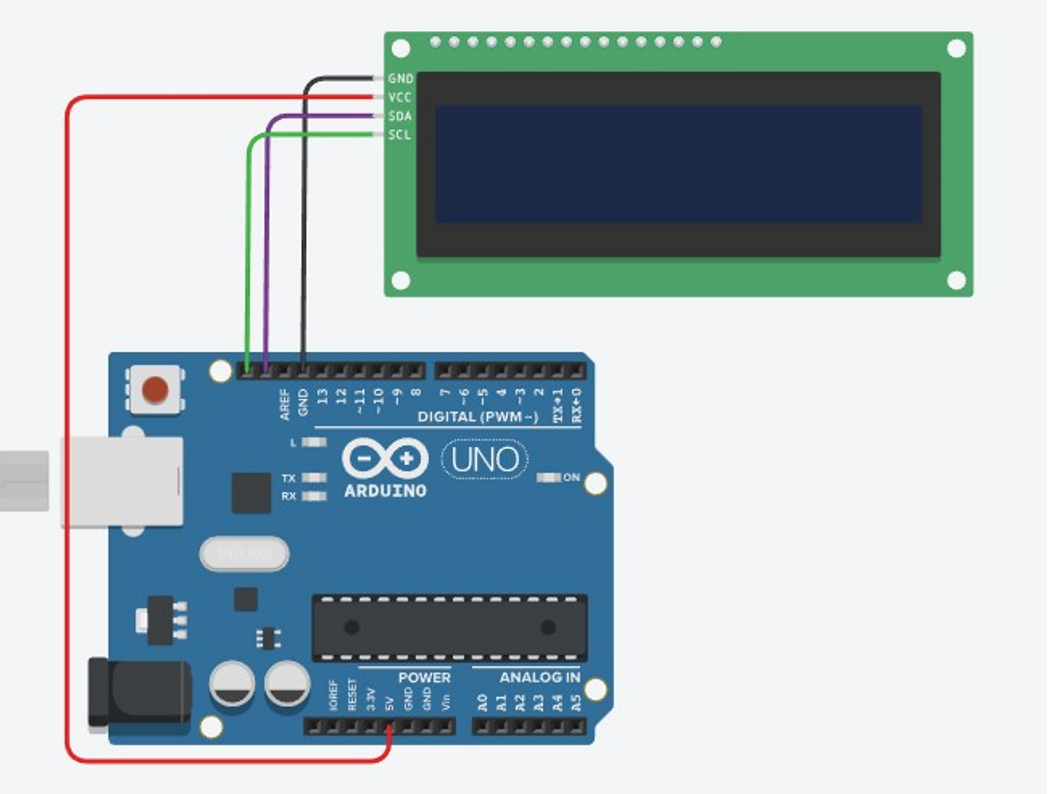 GND
VCC
SDA
SCL
AREF
GND
13
12
~11
~10
~9
8
7
~6
~5
4
~3
2
TX→1
RX←0
DIGITAL (PWM~)
L
TX
RX
UNO
ON
ARDUINO
POWER
ANALOG IN
IOREF
RESET
3.3V
5V
GND
GND
Vin
A0
A1
A2
A3
A4
A5